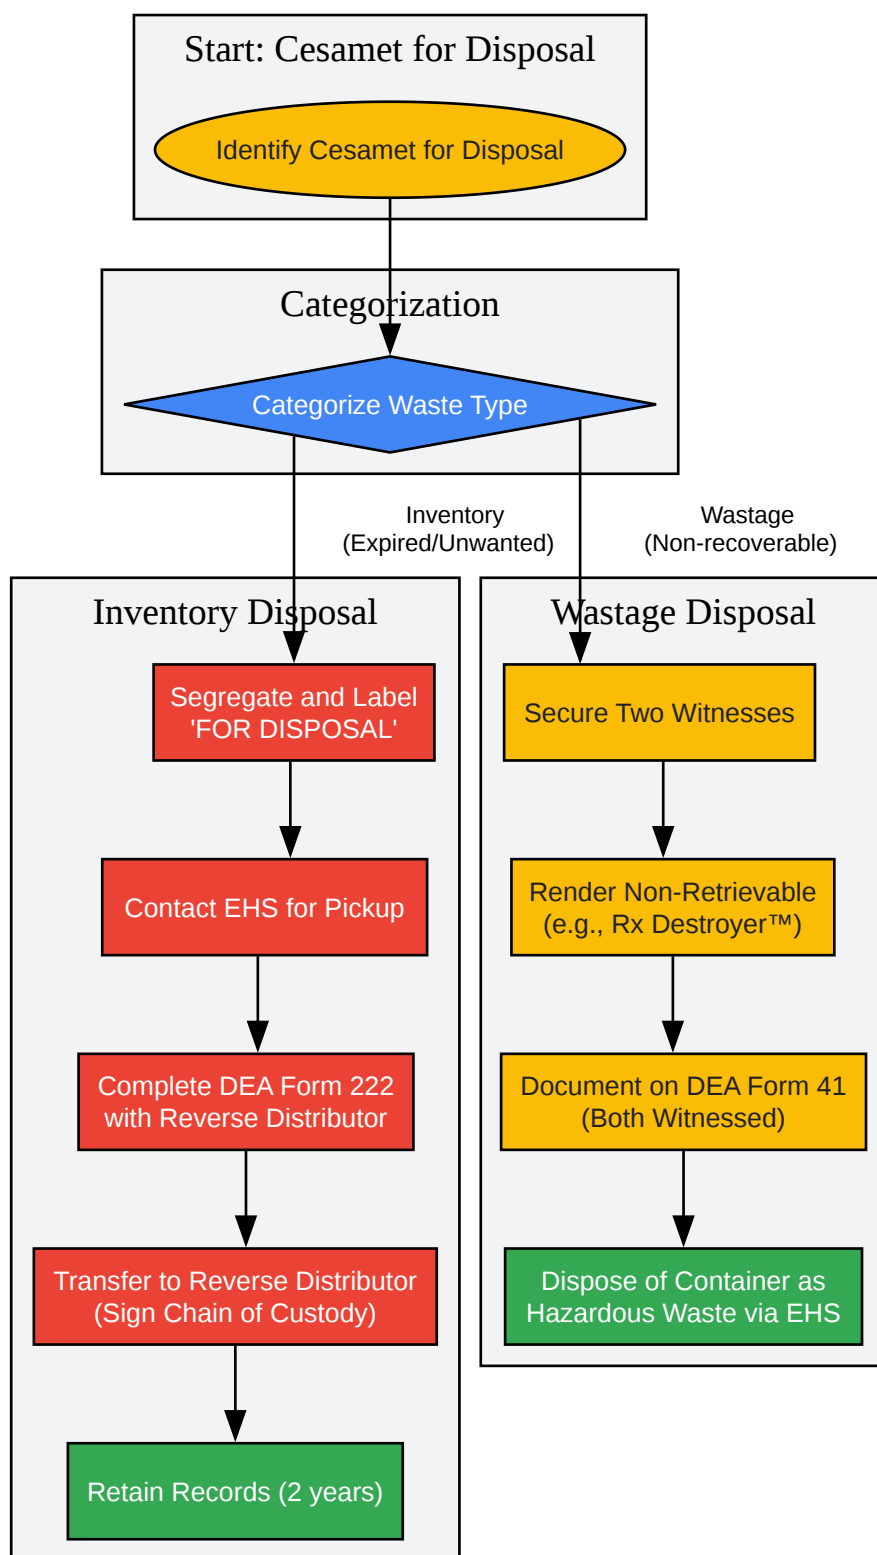 Start: Cesamet for Disposal
Identify Cesamet for Disposal
Categorization
Categorize Waste Type
Inventory
(Expired/Unwanted)
Wastage
(Non-recoverable)
Inventory Disposal
Segregate and Label
'FOR DISPOSAL'
Contact EHS for Pickup
Complete DEA Form 222
with Reverse Distributor
Transfer to Reverse Distributor
(Sign Chain of Custody)
Retain Records (2 years)
Wastage Disposal
Secure Two Witnesses
Render Non-Retrievable
(e.g., Rx Destroyer™)
Document on DEA Form 41
(Both Witnessed)
Dispose of Container as
Hazardous Waste via EHS